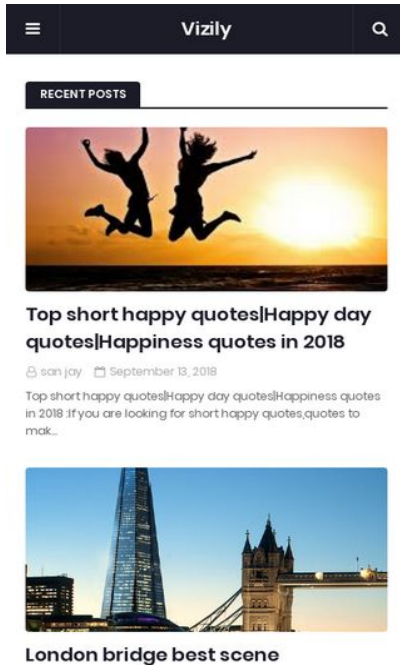 Vizily
RECENT POSTS
Top short happy quotes|Happy day
quotes|Happiness quotes in 2018
san jay September 13, 2018
Top short happy quotes|Happy day quotes|Happiness quotes
in 2018 :If you are looking for short happy quotes,quotes to
mak...
London bridge best scene